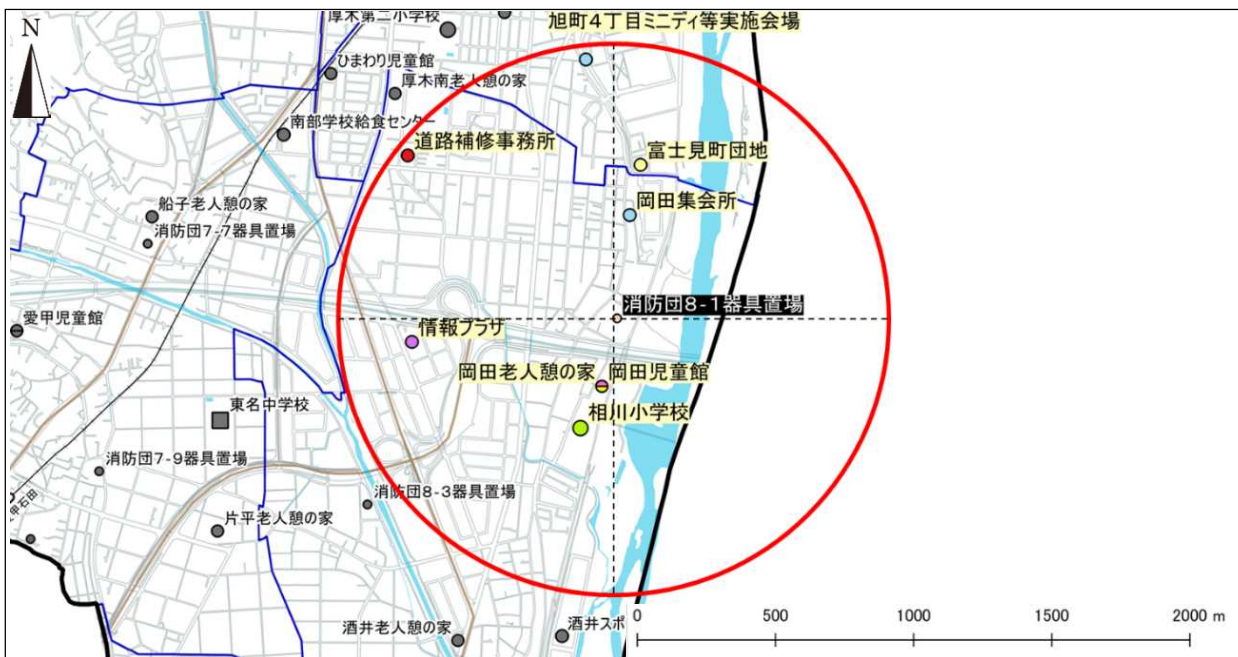 旭町4丁目ミニデイ等実施会場
厚木第二小学校
N
ひまわり児童館
厚木南老人憩の家
南部学校給食センター
道路補修事務所
富士見町団地
岡田集会所
船子老人憩の家
消防団7-7器具置場
消防団8-1器具置場
愛甲児童館
情報プラザ
岡田老人憩の家
岡田児童館
相川小学校
東名中学校
消防団7-9器具置場
消防団8-3器具置場
片平老人憩の家
酒井老人憩の家
酒井スポ
0
500
1000
1500
2000 m